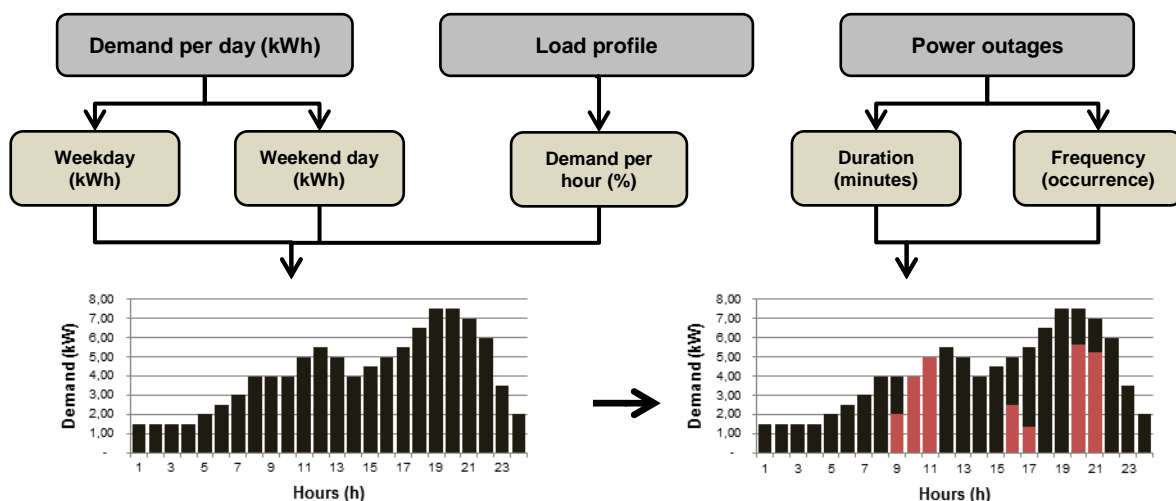 Demand per day (kWh)
Load profile
Power outages
Weekday
(kWh)
Weekend day
(kWh)
Demand per
hour (%)
Duration
(minutes)
Frequency
(occurrence)
Demand (kW)
8,00
7,00
6,00
5,00
4,00
3,00
2,00
1,00
-
1 3 5 7 9 11 13 15 17 19 21 23
Hours (h)
Demand (kW)
8,00
7,00
6,00
5,00
4,00
3,00
2,00
1,00
-
1 3 5 7 9 11 13 15 17 19 21 23
Hours (h)